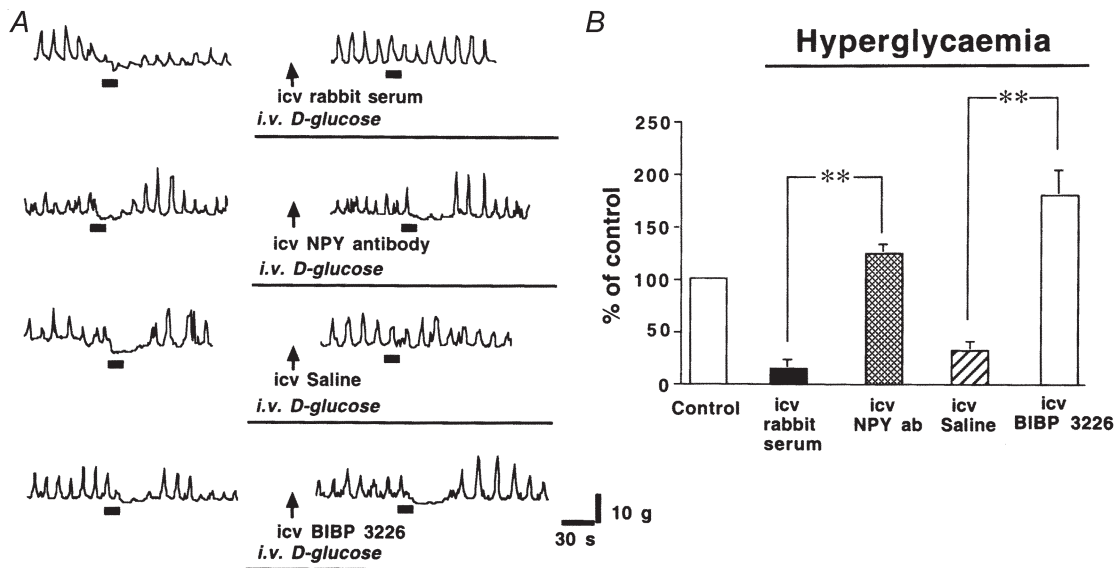 A
icv rabbit serum
i.v. D-glucose
icv NPY antibody
i.v. D-glucose
icv Saline
i.v. D-glucose
icv BIBP 3226
i.v. D-glucose
10 g
30 s
B
Hyperglycaemia
**
**
250
200
150
100
50
0
% of control
Control
icv
rabbit
serum
icv
NPY ab
icv
Saline
icv
BIBP 3226